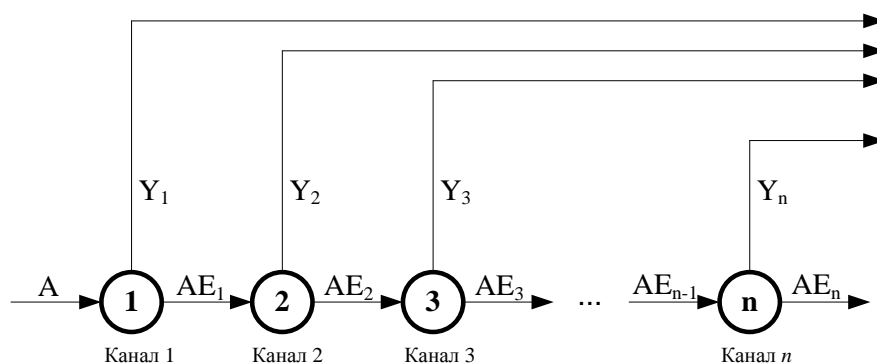 Y₁ Y₂ Y₃ Yₙ
A 1 AE₁ 2 AE₂ 3 AE₃ ... AEₙ₋₁ n AEₙ
Канал 1 Канал 2 Канал 3 Канал n